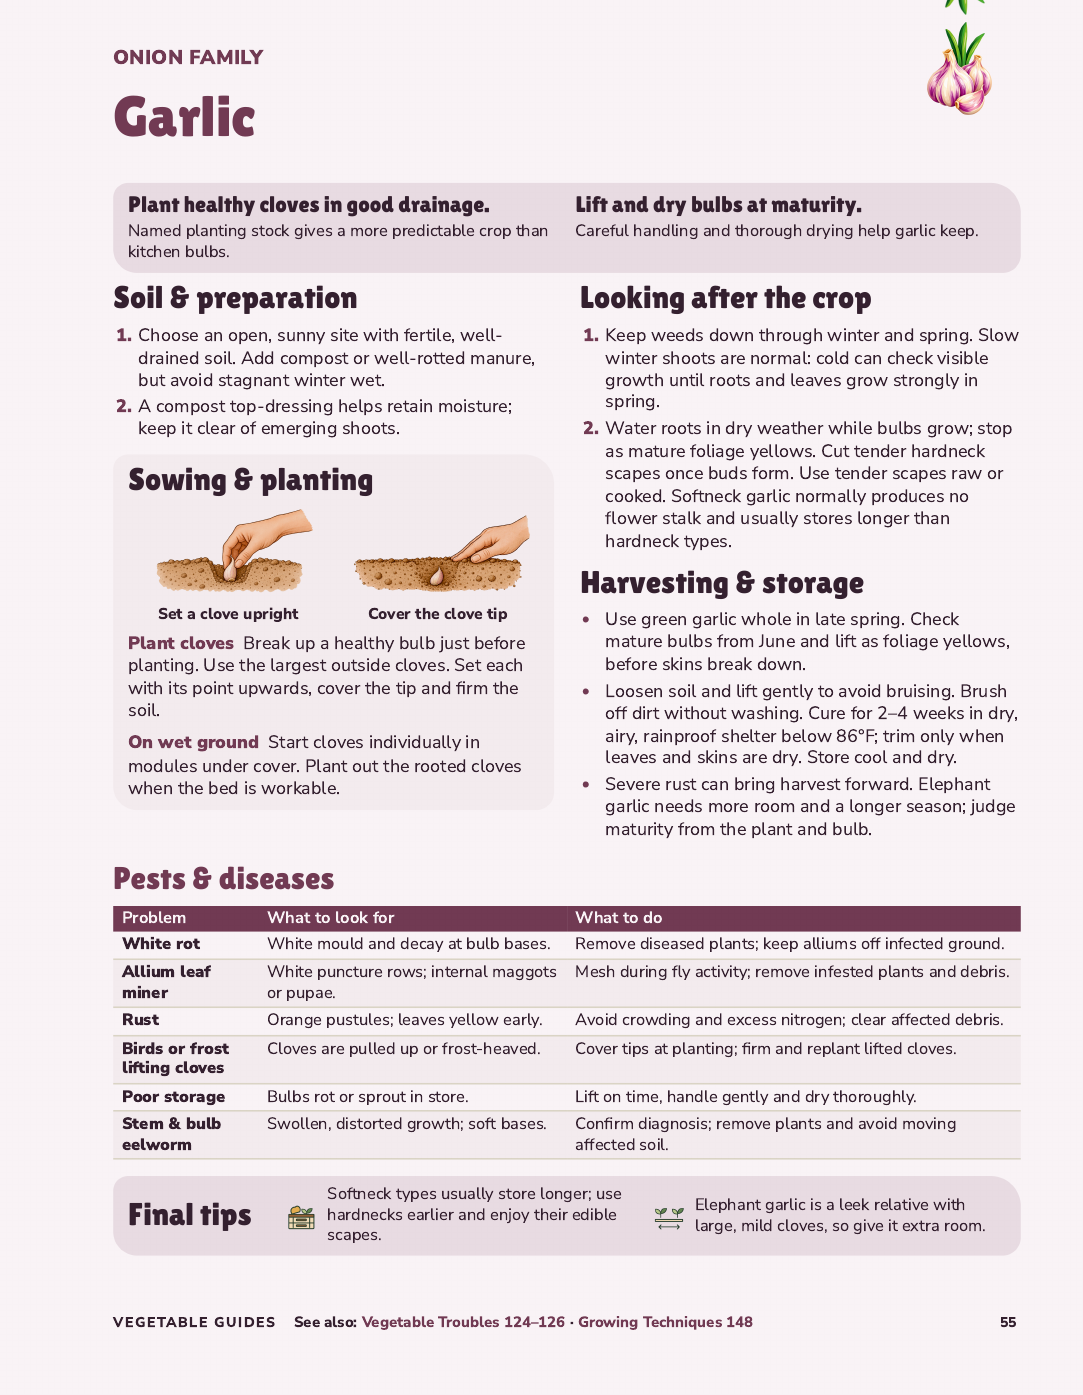 ONION FAMILY
Garlic
Plant healthy cloves in good drainage.
Named planting stock gives a more predictable crop than
kitchen bulbs.
Lift and dry bulbs at maturity.
Careful handling and thorough drying help garlic keep.
Soil & preparation
1. Choose an open, sunny site with fertile, well-
drained soil. Add compost or well-rotted manure,
but avoid stagnant winter wet.
2. A compost top-dressing helps retain moisture;
keep it clear of emerging shoots.
Sowing & planting
Set a clove upright
Cover the clove tip
Plant cloves Break up a healthy bulb just before
planting. Use the largest outside cloves. Set each
with its point upwards, cover the tip and firm the
soil.
On wet ground Start cloves individually in
modules under cover. Plant out the rooted cloves
when the bed is workable.
Looking after the crop
1. Keep weeds down through winter and spring. Slow
winter shoots are normal: cold can check visible
growth until roots and leaves grow strongly in
spring.
2. Water roots in dry weather while bulbs grow; stop
as mature foliage yellows. Cut tender hardneck
scapes once buds form. Use tender scapes raw or
cooked. Softneck garlic normally produces no
flower stalk and usually stores longer than
hardneck types.
Harvesting & storage
• Use green garlic whole in late spring. Check
mature bulbs from June and lift as foliage yellows,
before skins break down.
• Loosen soil and lift gently to avoid bruising. Brush
off dirt without washing. Cure for 2–4 weeks in dry,
airy, rainproof shelter below 86°F; trim only when
leaves and skins are dry. Store cool and dry.
• Severe rust can bring harvest forward. Elephant
garlic needs more room and a longer season; judge
maturity from the plant and bulb.
Pests & diseases
Problem What to look for What to do
White rot White mould and decay at bulb bases. Remove diseased plants; keep alliums off infected ground.
Allium leaf White puncture rows; internal maggots Mesh during fly activity; remove infested plants and debris.
miner or pupae.
Rust Orange pustules; leaves yellow early. Avoid crowding and excess nitrogen; clear affected debris.
Birds or frost Cloves are pulled up or frost-heaved. Cover tips at planting; firm and replant lifted cloves.
lifting cloves
Poor storage Bulbs rot or sprout in store. Lift on time, handle gently and dry thoroughly.
Stem & bulb Swollen, distorted growth; soft bases. Confirm diagnosis; remove plants and avoid moving
eelworm affected soil.
Final tips
Softneck types usually store longer; use
hardnecks earlier and enjoy their edible
scapes.
Elephant garlic is a leek relative with
large, mild cloves, so give it extra room.
VEGETABLE GUIDES See also: Vegetable Troubles 124–126 · Growing Techniques 148 55